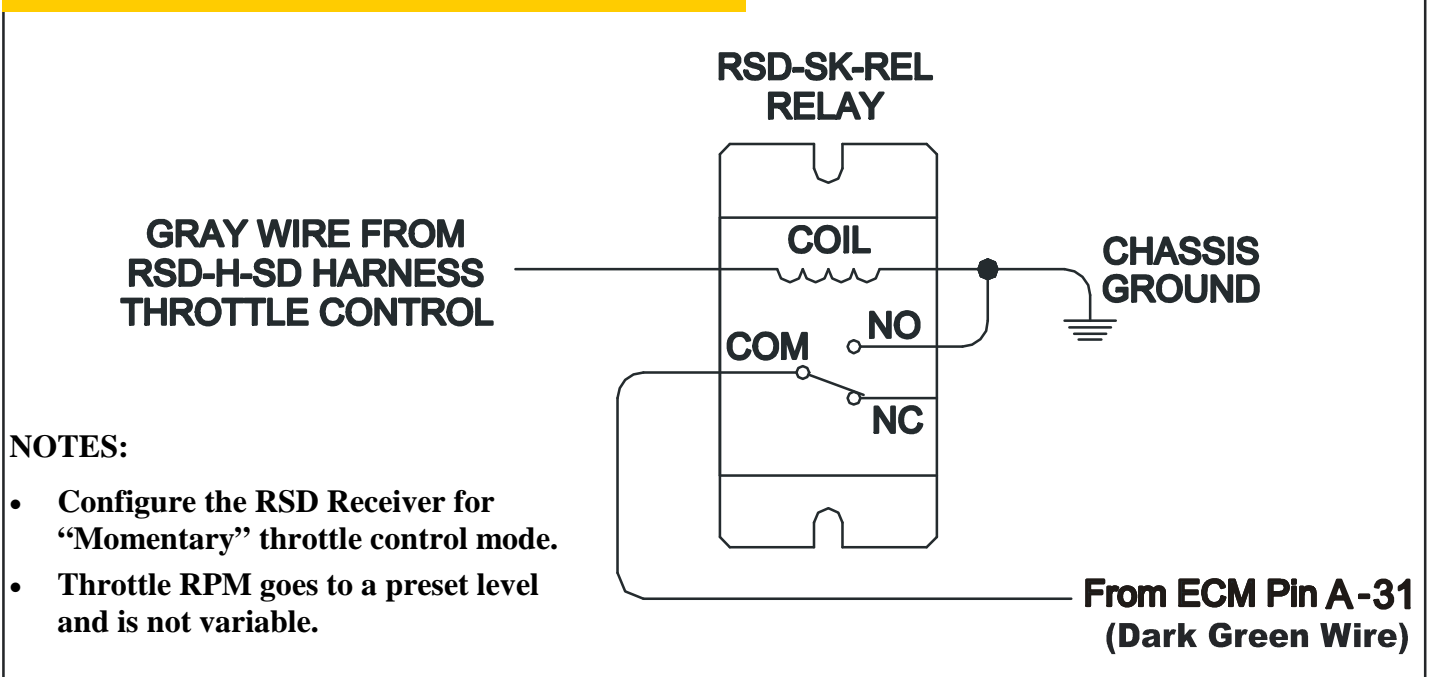 RSD-SK-REL
RELAY
GRAY WIRE FROM
RSD-H-SD HARNESS
THROTTLE CONTROL
COIL
CHASSIS
GROUND
NO
COM
NC
NOTES:
• Configure the RSD Receiver for
“Momentary” throttle control mode.
• Throttle RPM goes to a preset level
and is not variable.
From ECM Pin A-31
(Dark Green Wire)